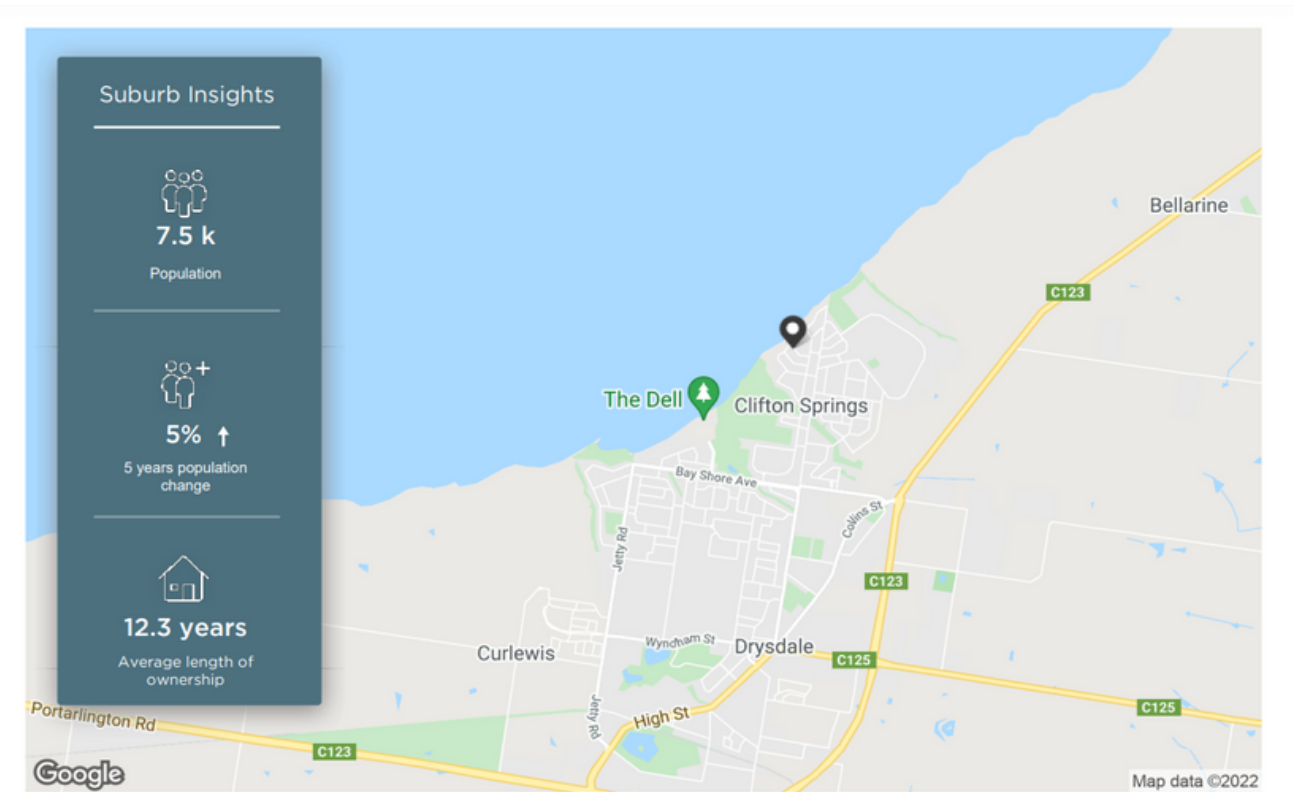 Suburb Insights
7.5 k
Population
5%
5 years population
change
12.3 years
Average length of
ownership
Bellarine
C123
The Dell
Clifton Springs
Bay Shore Ave
Collins St
Jetty Rd
C123
Curlewis
Wyndham St
Drysdale
C125
Portarlington Rd
Jetty Rd
High St
C125
C123
Google
Map data ©2022